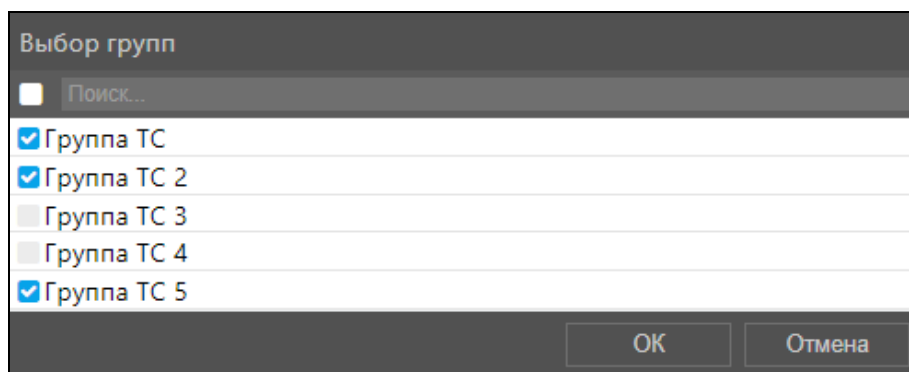 Выбор групп
Поиск...
Группа ТС
Группа ТС 2
Группа ТС 3
Группа ТС 4
Группа ТС 5
ОК Отмена